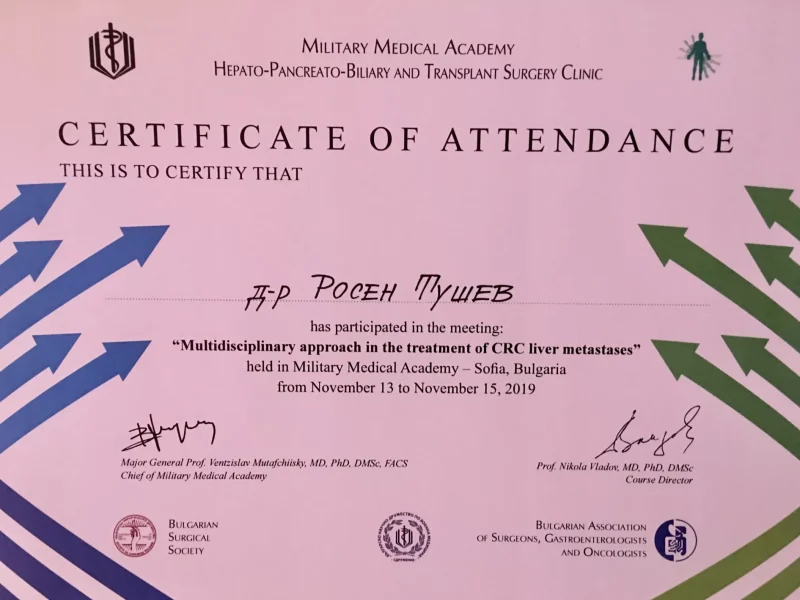 MILITARY MEDICAL ACADEMY
HEPATO-PANCREATO-BILIARY AND TRANSPLANT SURGERY CLINIC
CERTIFICATE OF ATTENDANCE
THIS IS TO CERTIFY THAT
Д-Р РОСЕН ТУШЕВ
has participated in the meeting:
“Multidisciplinary approach in the treatment of CRC liver metastases”
held in Military Medical Academy – Sofia, Bulgaria
from November 13 to November 15, 2019
Major General Prof. Ventzislav Mutafchiisky, MD, PhD, DMSc, FACS
Chief of Military Medical Academy
Prof. Nikola Vladov, MD, PhD, DMSc
Course Director
BULGARIAN
SURGICAL
SOCIETY
BULGARIAN ASSOCIATION
OF SURGEONS, GASTROENTEROLOGISTS
AND ONCOLOGISTS